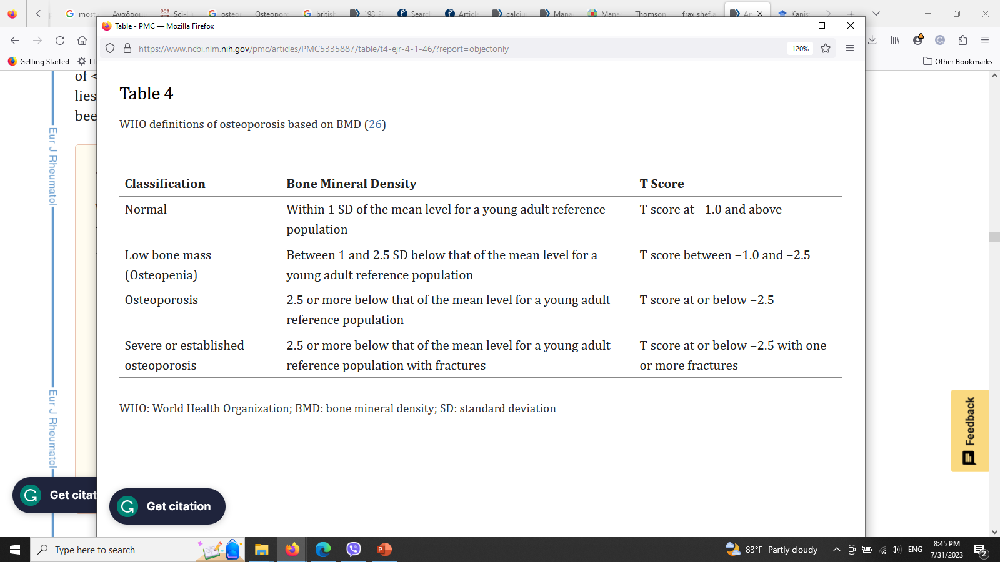 most
Αναδρομ
SCI
Sci-H
osteo
Osteopor
british
198.2
Search
Article
calciu
Mana
Mana
Thomson
frax.shef.a
An
Kanis
Table - PMC — Mozilla Firefox
https://www.ncbi.nlm.nih.gov/pmc/articles/PMC5335887/table/t4-ejr-4-1-46/?report=objectonly
120%
Getting Started
Other Bookmarks
of <
lies
bee
Eur J Rheumatol
Eur J Rheumatol
Table 4
WHO definitions of osteoporosis based on BMD (26)
Classification Bone Mineral Density T Score
Normal Within 1 SD of the mean level for a young adult reference T score at –1.0 and above
population
Low bone mass Between 1 and 2.5 SD below that of the mean level for a T score between –1.0 and –2.5
(Osteopenia) young adult reference population
Osteoporosis 2.5 or more below that of the mean level for a young adult T score at or below –2.5
reference population
Severe or established 2.5 or more below that of the mean level for a young adult T score at or below –2.5 with one
osteoporosis reference population with fractures or more fractures
WHO: World Health Organization; BMD: bone mineral density; SD: standard deviation
Feedback
Get citat
Get citation
Type here to search
83°F Partly cloudy
ENG
8:45 PM
7/31/2023
2